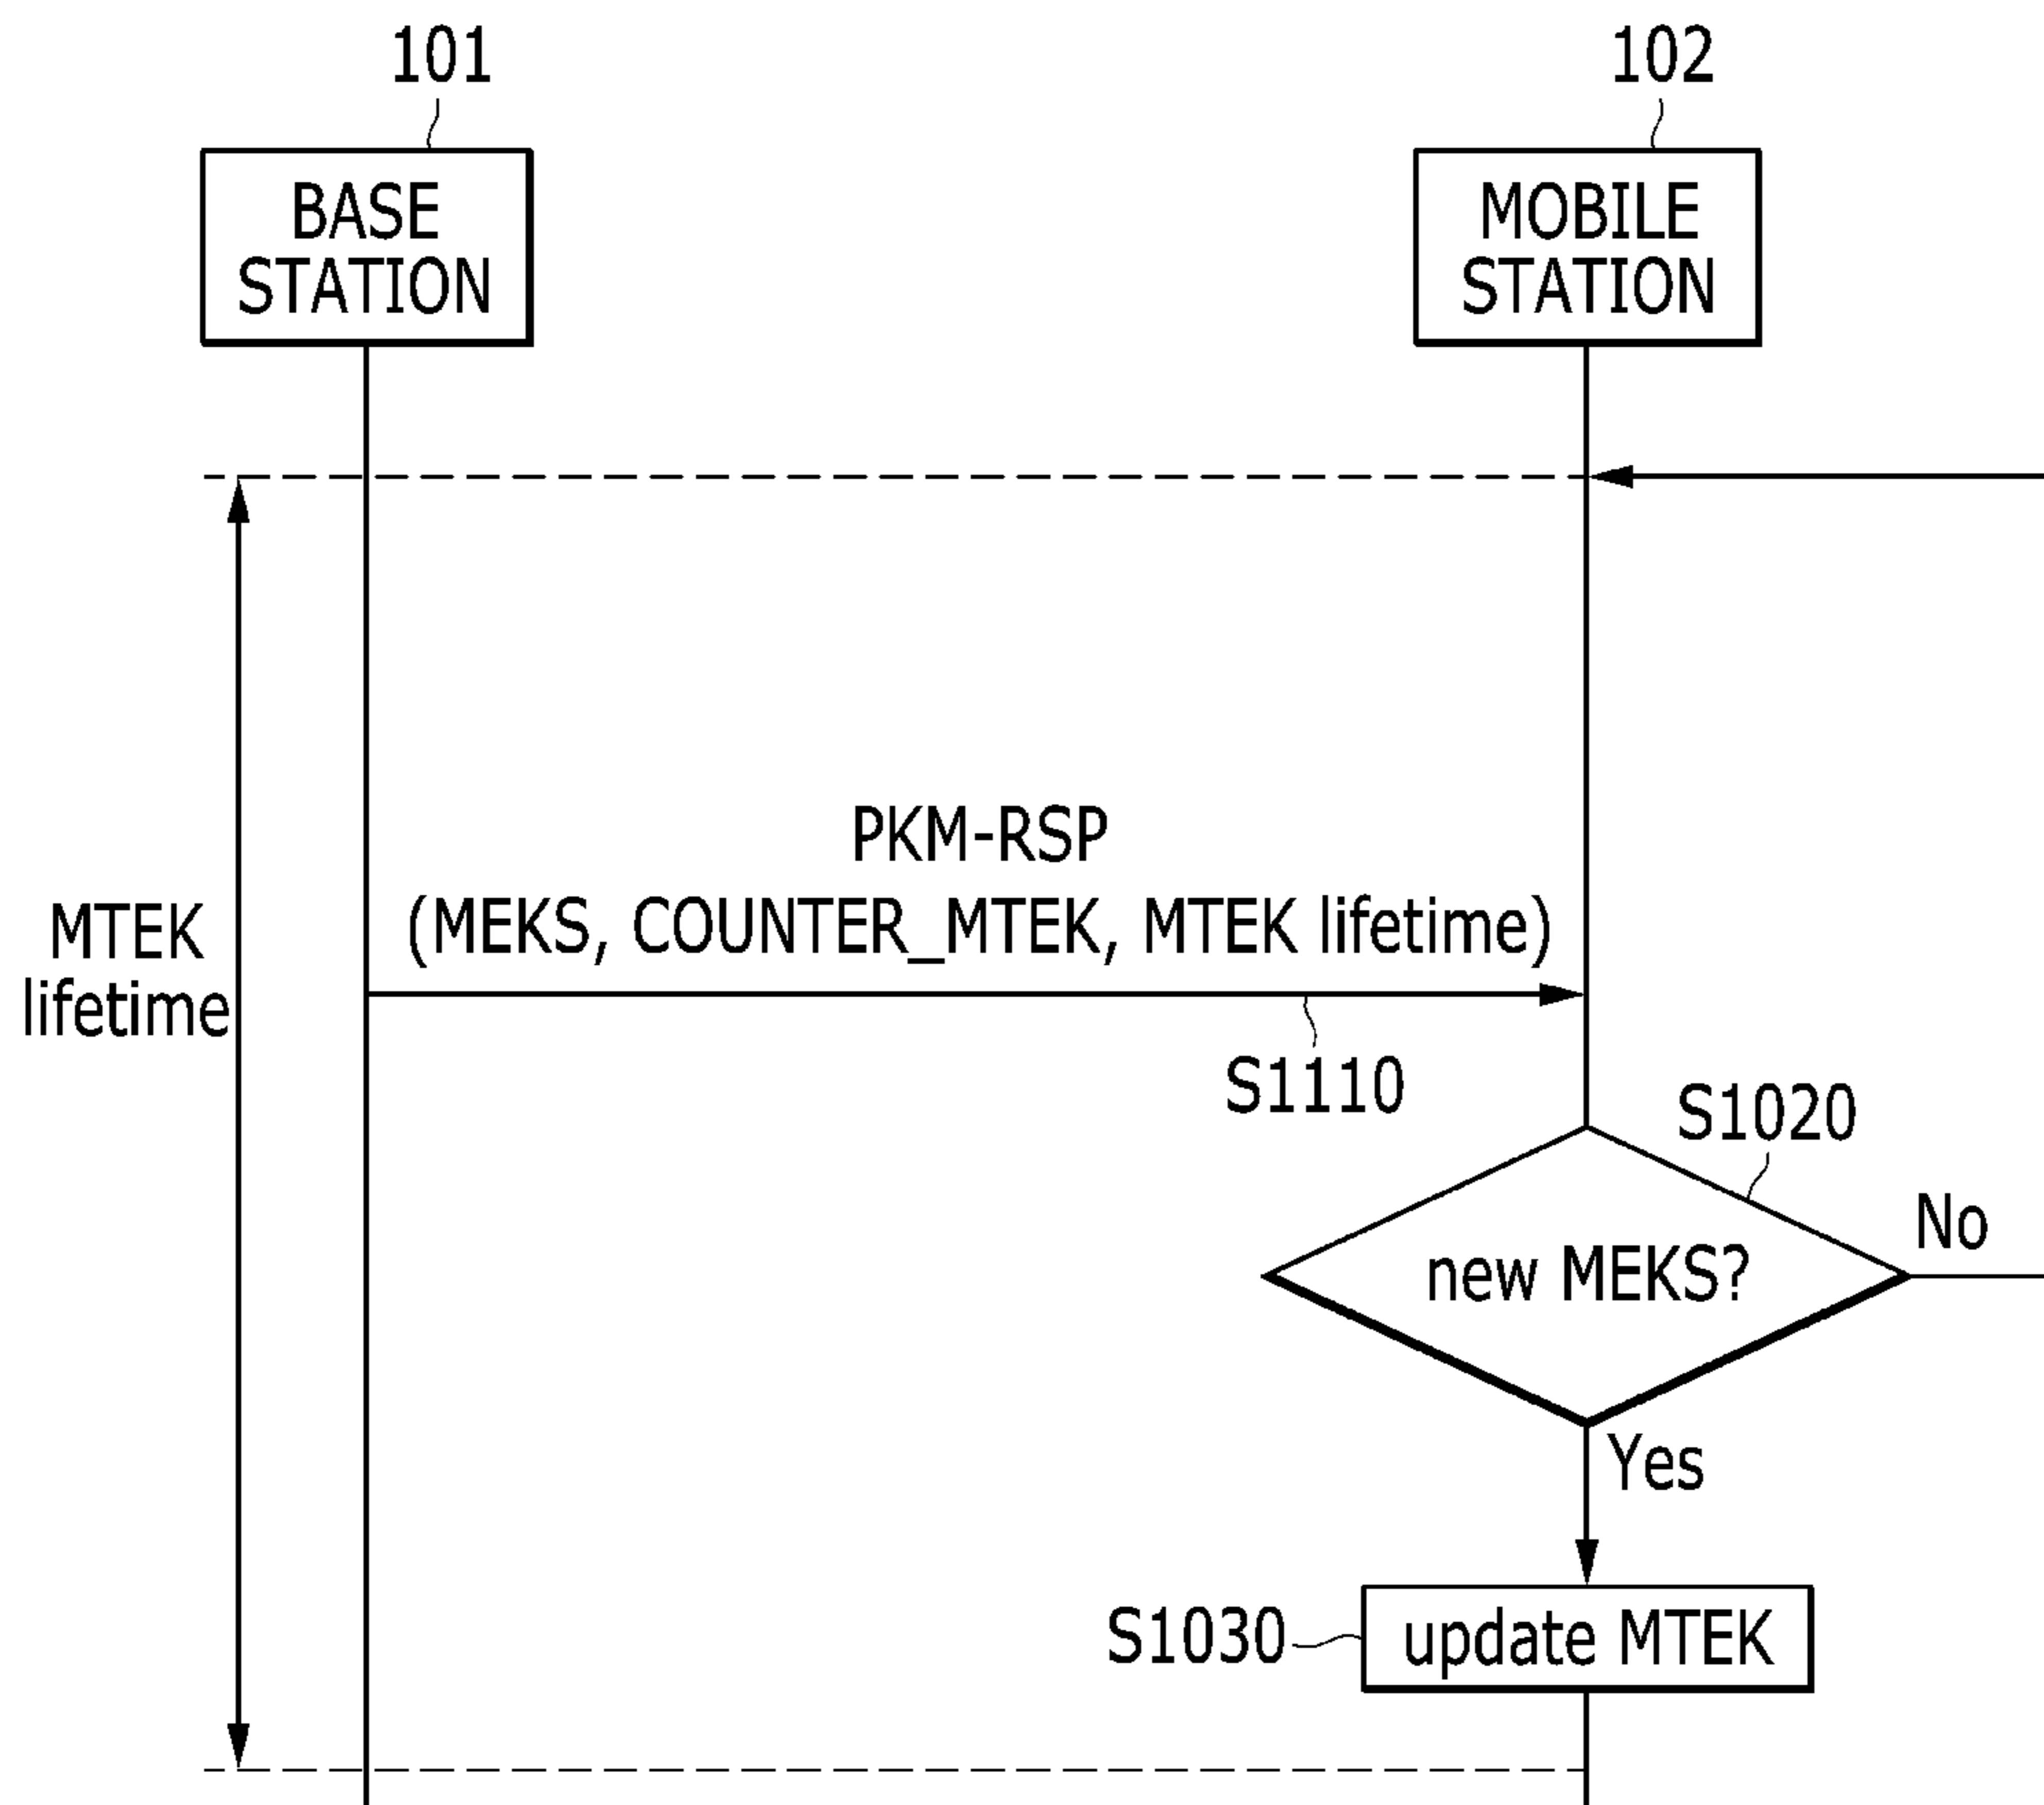 101
102
BASE
STATION
MOBILE
STATION
PKM-RSP
(MEKS, COUNTER_MTEK, MTEK lifetime)
MTEK
lifetime
S1110
S1020
No
new MEKS?
Yes
S1030
update MTEK